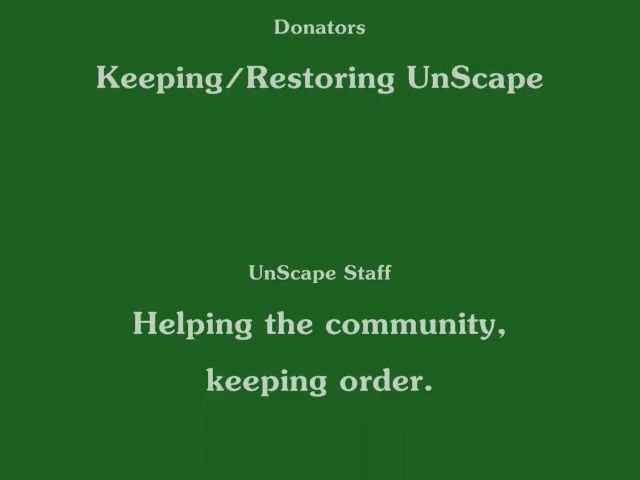 Donators
Keeping/Restoring UnScape
UnScape Staff
Helping the community,
keeping order.